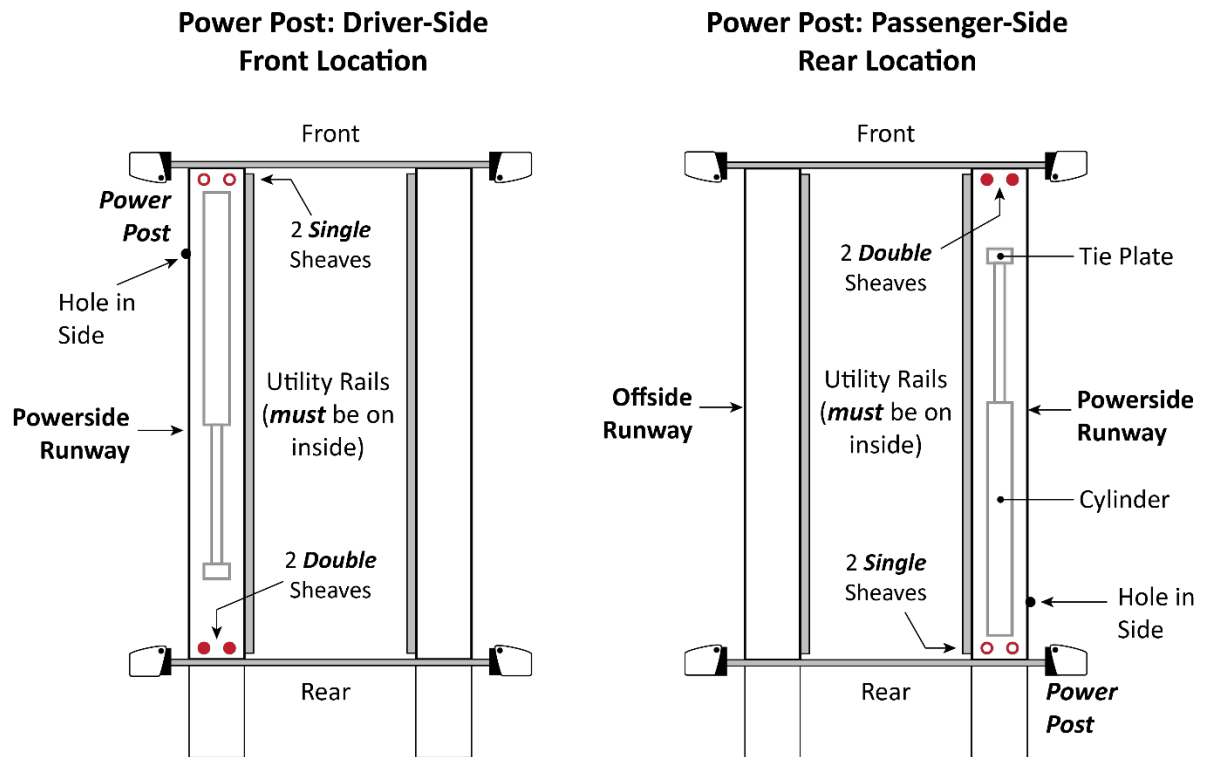 Power Post: Driver-Side
Front Location
Front
Power
Post
2 Single
Sheaves
Hole in
Side
Utility Rails
(must be on
inside)
Powerside
Runway
2 Double
Sheaves
Rear
Power Post: Passenger-Side
Rear Location
Front
2 Double
Sheaves
Tie Plate
Offside
Runway
Utility Rails
(must be on
inside)
Powerside
Runway
Cylinder
2 Single
Sheaves
Hole in
Side
Rear
Power
Post